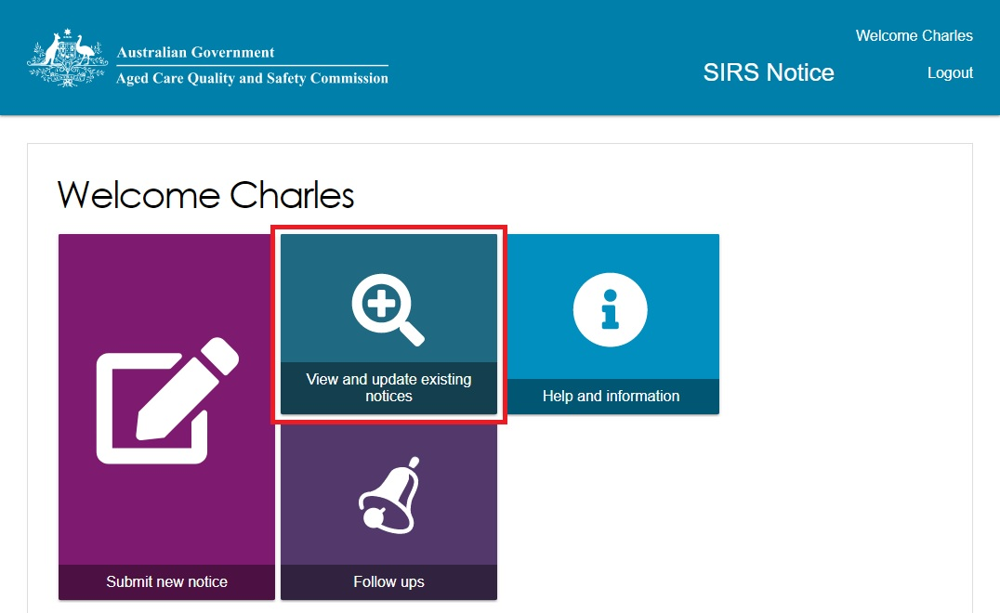 Australian Government
Aged Care Quality and Safety Commission
Welcome Charles
SIRS Notice
Logout
Welcome Charles
View and update existing
notices
Help and information
Submit new notice
Follow ups